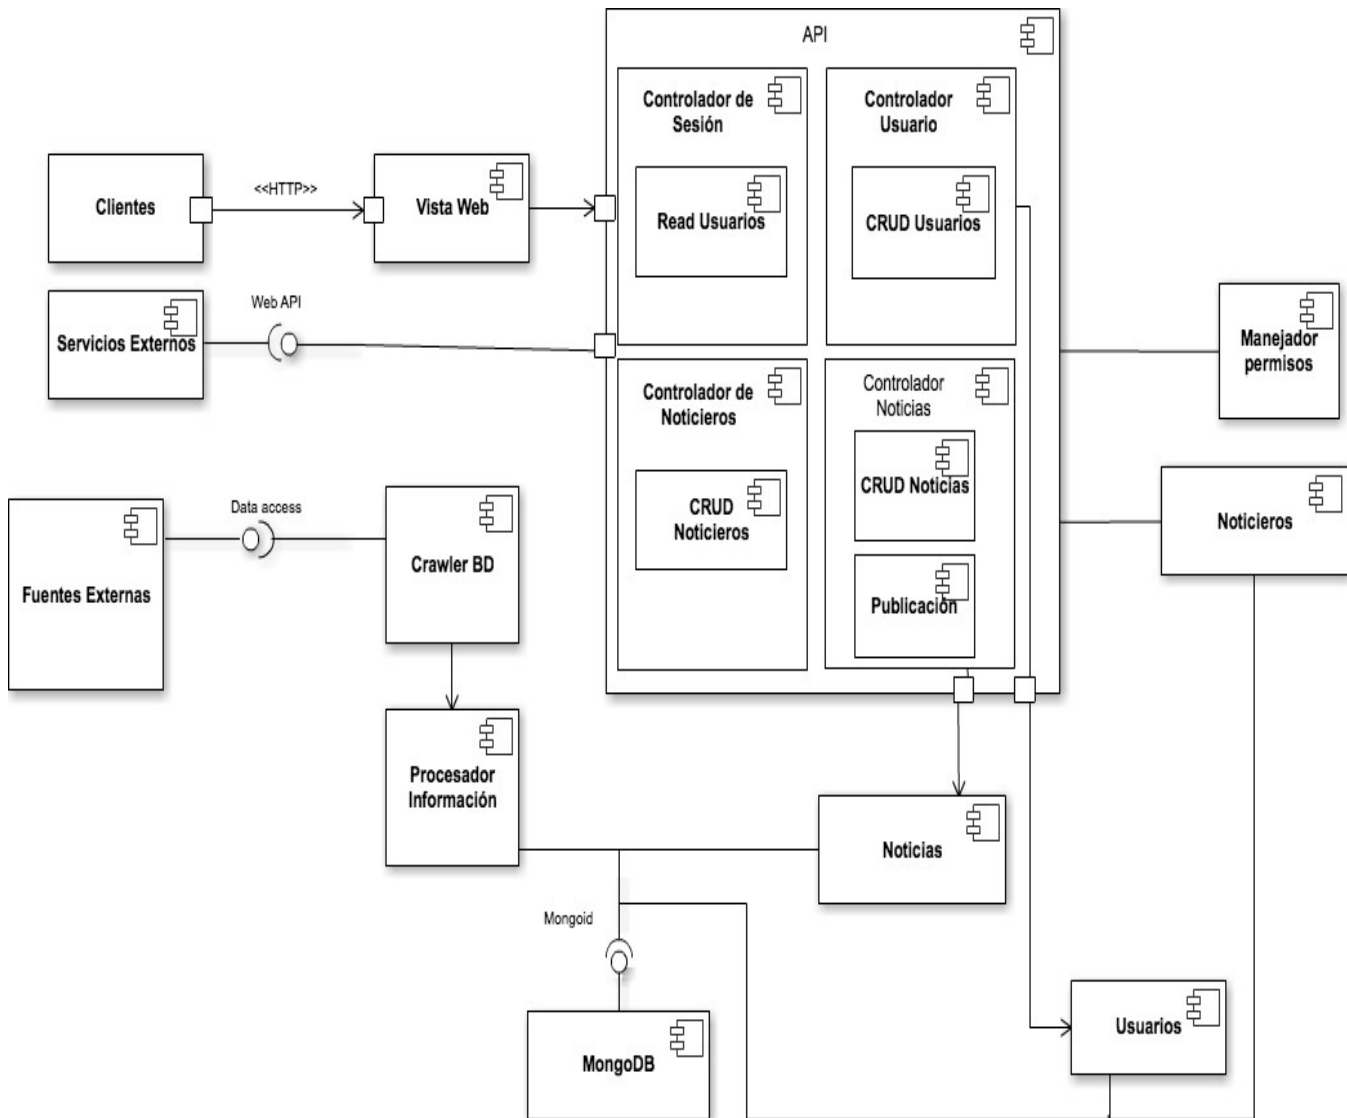 API
Controlador de
Sesión
Controlador
Usuario
Clientes
<<HTTP>>
Vista Web
Read Usuarios
CRUD Usuarios
Web API
Servicios Externos
Manejador
permisos
Controlador de
Noticieros
Controlador
Noticias
CRUD Noticias
CRUD
Noticieros
Noticieros
Data access
Crawler BD
Fuentes Externas
Publicación
Procesador
Información
Noticias
Mongoid
Usuarios
MongoDB